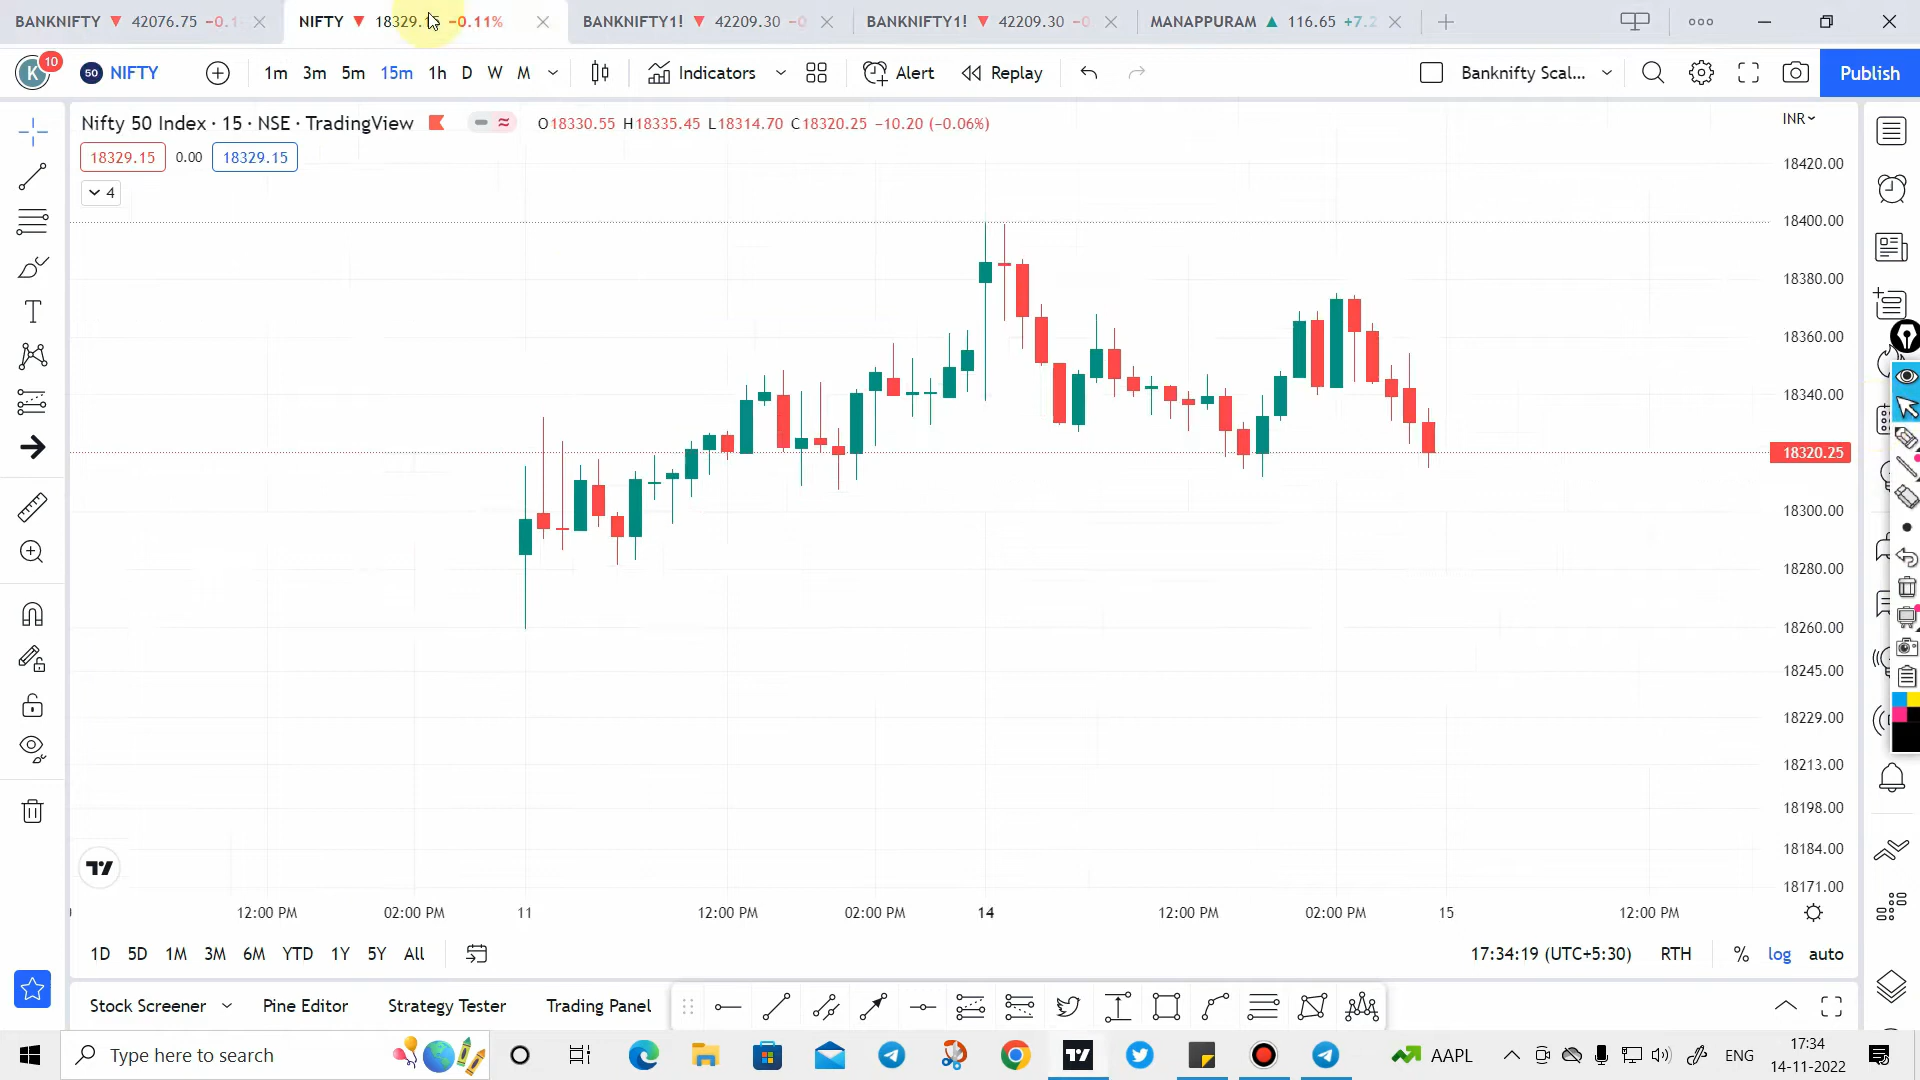 BANKNIFTY ▼ 42076.75 −0.1
NIFTY ▼ 18329.1 −0.11%
BANKNIFTY1! ▼ 42209.30 −0
BANKNIFTY1! ▼ 42209.30 −0
MANAPPURAM ▲ 116.65 +7.2
K 10 50 NIFTY 1m 3m 5m 15m 1h D W M Indicators Alert Replay Banknifty Scal... Publish
Nifty 50 Index · 15 · NSE · TradingView O18330.55 H18335.45 L18314.70 C18320.25 −10.20 (−0.06%) INR
18329.15 0.00 18329.15
4
18420.00
18400.00
18380.00
18360.00
18340.00
18320.25
18300.00
18280.00
18260.00
18245.00
18229.00
18213.00
18198.00
18184.00
18171.00
12:00 PM 02:00 PM 11 12:00 PM 02:00 PM 14 12:00 PM 02:00 PM 15 12:00 PM
1D 5D 1M 3M 6M YTD 1Y 5Y All 17:34:19 (UTC+5:30) RTH % log auto
Stock Screener Pine Editor Strategy Tester Trading Panel
Type here to search AAPL ENG 17:34
14-11-2022